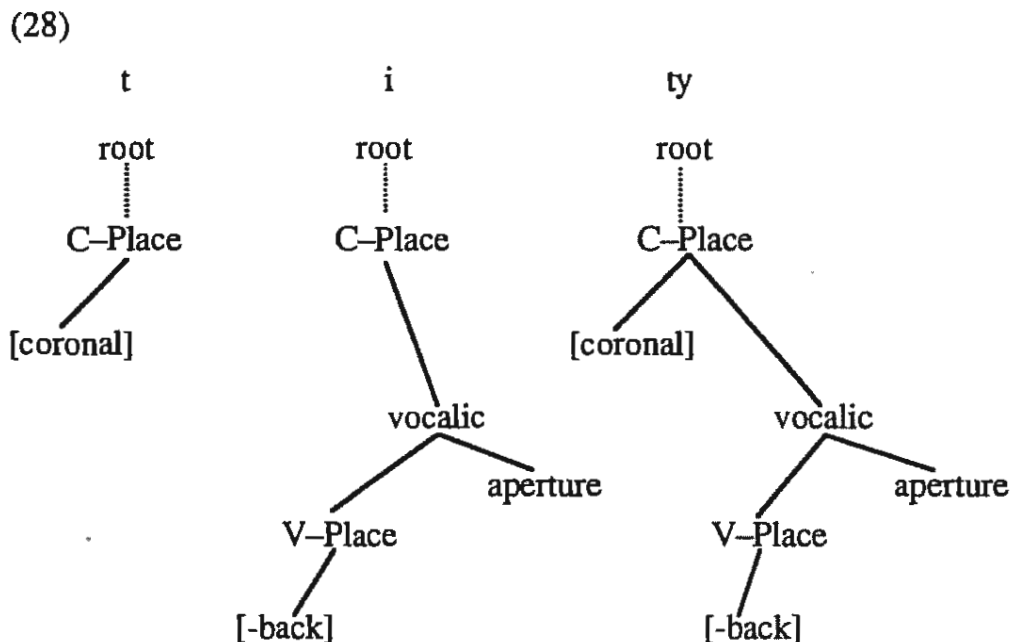 (28)
t i ty
root root root
C–Place C–Place C–Place
[coronal] [coronal]
vocalic vocalic
aperture aperture
V–Place V–Place
[-back] [-back]